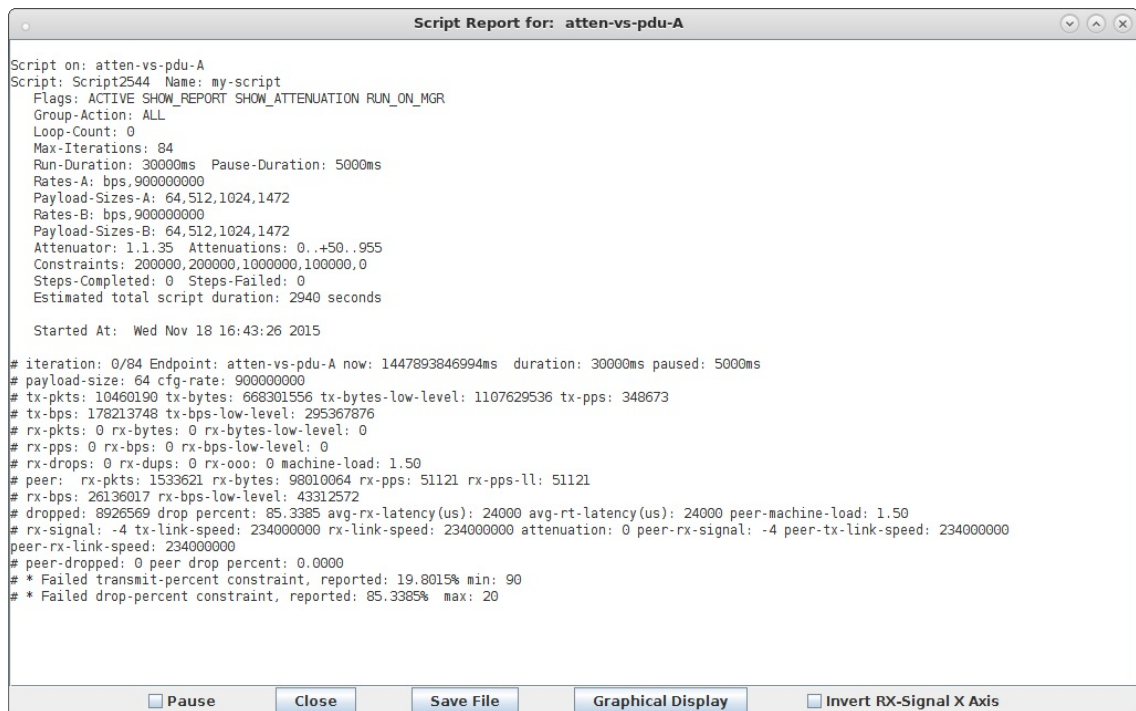 Script Report for:  atten-vs-pdu-A
Script on: atten-vs-pdu-A
Script: Script2544  Name: my-script
   Flags: ACTIVE SHOW_REPORT SHOW_ATTENUATION RUN_ON_MGR
   Group-Action: ALL
   Loop-Count: 0
   Max-Iterations: 84
   Run-Duration: 30000ms  Pause-Duration: 5000ms
   Rates-A: bps,900000000
   Payload-Sizes-A: 64,512,1024,1472
   Rates-B: bps,900000000
   Payload-Sizes-B: 64,512,1024,1472
   Attenuator: 1.1.35  Attenuations: 0..+50..955
   Constraints: 200000,200000,1000000,100000,0
   Steps-Completed: 0  Steps-Failed: 0
   Estimated total script duration: 2940 seconds
   Started At:  Wed Nov 18 16:43:26 2015
# iteration: 0/84 Endpoint: atten-vs-pdu-A now: 1447893846994ms  duration: 30000ms paused: 5000ms
# payload-size: 64 cfg-rate: 900000000
# tx-pkts: 10460190 tx-bytes: 668301556 tx-bytes-low-level: 1107629536 tx-pps: 348673
# tx-bps: 178213748 tx-bps-low-level: 295367876
# rx-pkts: 0 rx-bytes: 0 rx-bytes-low-level: 0
# rx-pps: 0 rx-bps: 0 rx-bps-low-level: 0
# rx-drops: 0 rx-dups: 0 rx-ooo: 0 machine-load: 1.50
# peer:  rx-pkts: 1533621 rx-bytes: 98010064 rx-pps: 51121 rx-pps-ll: 51121
# rx-bps: 26136017 rx-bps-low-level: 43312572
# dropped: 8926569 drop percent: 85.3385 avg-rx-latency(us): 24000 avg-rt-latency(us): 24000 peer-machine-load: 1.50
# rx-signal: -4 tx-link-speed: 234000000 rx-link-speed: 234000000 attenuation: 0 peer-rx-signal: -4 peer-tx-link-speed: 234000000
peer-rx-link-speed: 234000000
# peer-dropped: 0 peer drop percent: 0.0000
# * Failed transmit-percent constraint, reported: 19.8015% min: 90
# * Failed drop-percent constraint, reported: 85.3385%  max: 20
Pause Close Save File Graphical Display Invert RX-Signal X Axis